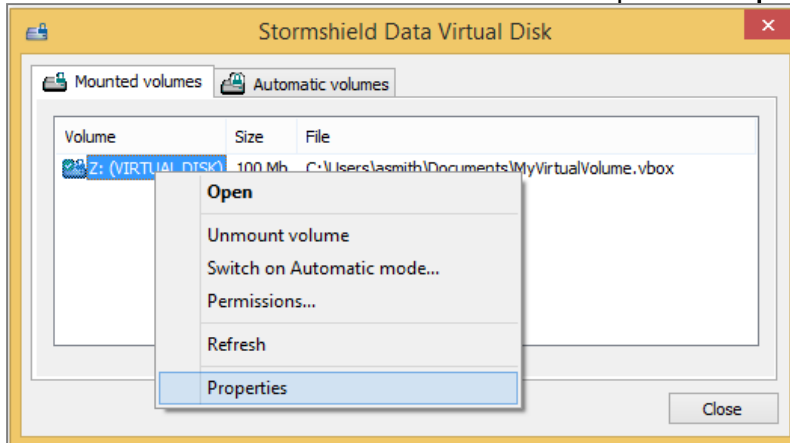 Stormshield Data Virtual Disk
Mounted volumes Automatic volumes
Volume Size File
Z: (VIRTUAL DISK) 100 Mb C:\Users\asmith\Documents\MyVirtualVolume.vbox
Open
Unmount volume
Switch on Automatic mode...
Permissions...
Refresh
Properties
Close